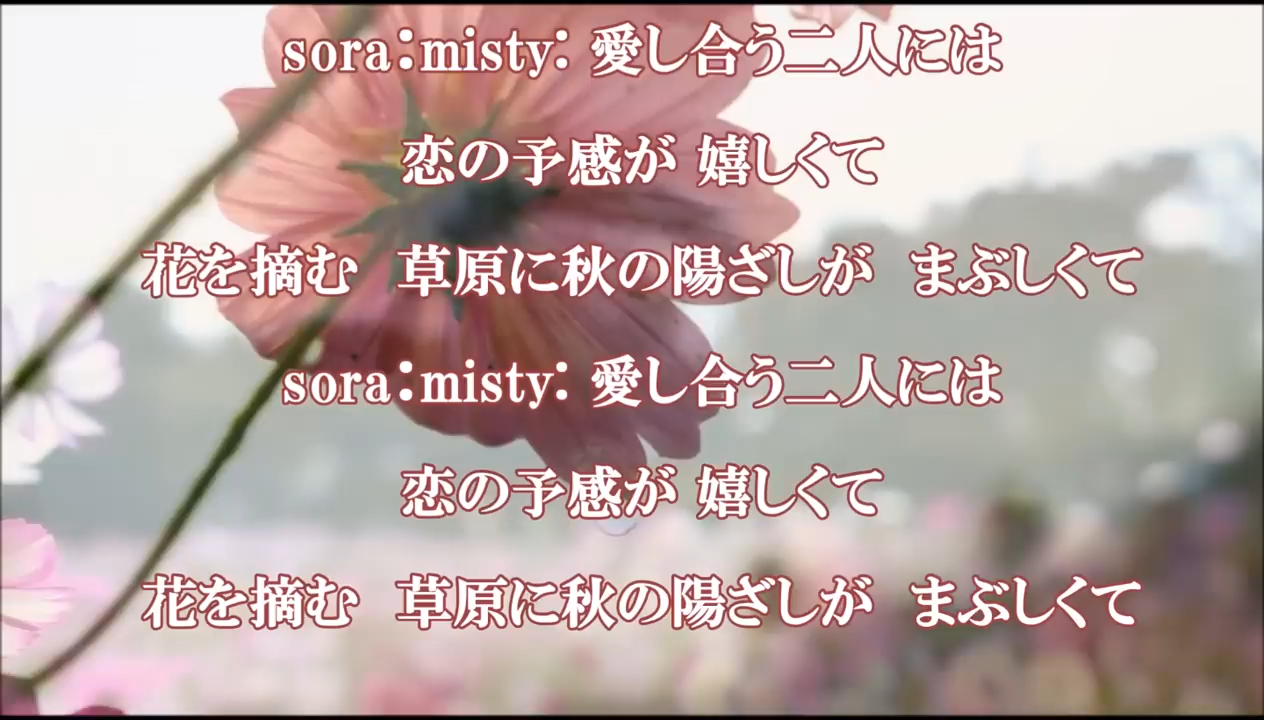 sora:misty: 愛し合う二人には
恋の予感が 嬉しくて
花を摘む　草原に秋の陽ざしが　まぶしくて
sora:misty: 愛し合う二人には
恋の予感が 嬉しくて
花を摘む　草原に秋の陽ざしが　まぶしくて